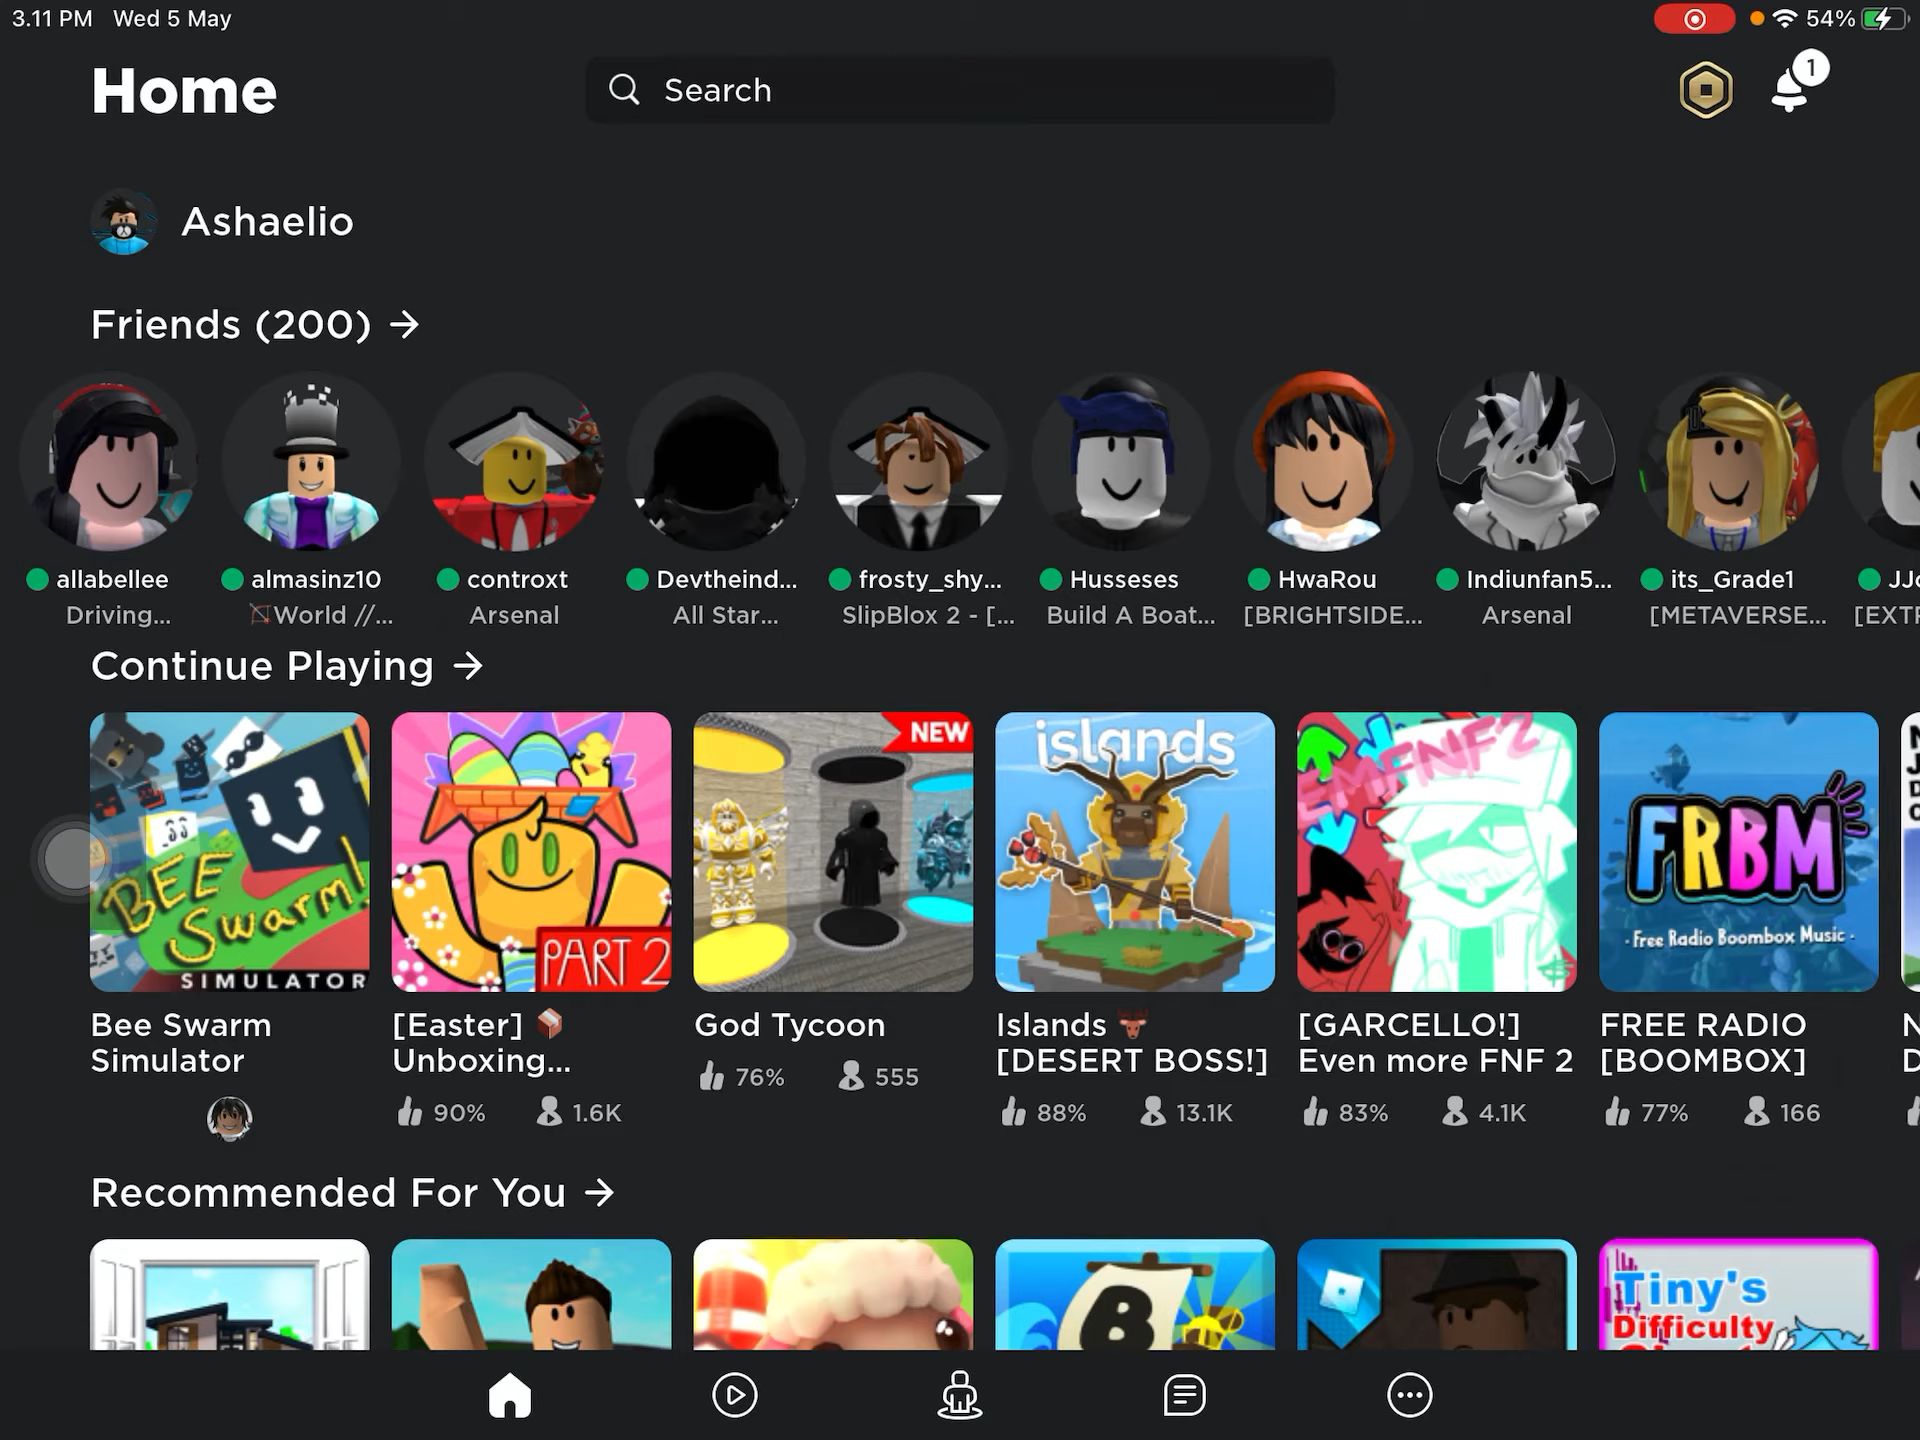 3.11 PM Wed 5 May
54%
Home
Search
1
Ashaelio
Friends (200)
allabellee
almasinz10
controxt
Devtheind...
frosty_shy...
Husseses
HwaRou
Indiunfan5...
its_Grade1
Driving...
World //...
Arsenal
All Star...
SlipBlox 2 - [...
Build A Boat...
[BRIGHTSIDE...
Arsenal
[METAVERSE...
Continue Playing
BEE
Swarm!
SIMULATOR
PART 2
NEW
islands
EMFNF2
FRBM
· Free Radio Boombox Music ·
Bee Swarm
Simulator
[Easter]
Unboxing...
90% 1.6K
God Tycoon
76% 555
Islands
[DESERT BOSS!]
88% 13.1K
[GARCELLO!]
Even more FNF 2
83% 4.1K
FREE RADIO
[BOOMBOX]
77% 166
Recommended For You
B
Tiny's
Difficulty